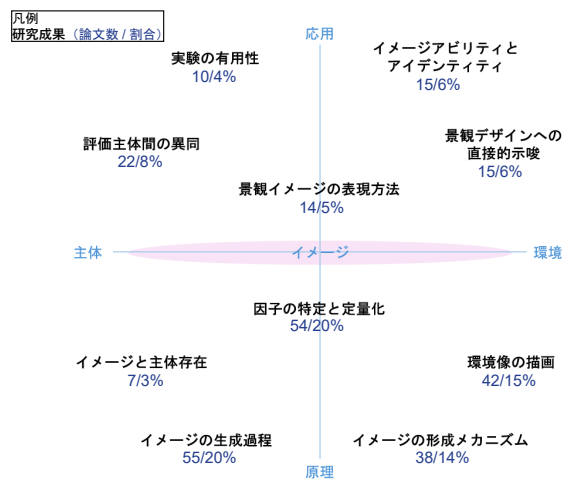 凡例
研究成果（論文数 / 割合）
応用
実験の有用性
10/4%
イメージアビリティと
アイデンティティ
15/6%
評価主体間の異同
22/8%
景観デザインへの
直接的示唆
15/6%
景観イメージの表現方法
14/5%
主体
イメージ
環境
因子の特定と定量化
54/20%
イメージと主体存在
7/3%
環境像の描画
42/15%
イメージの生成過程
55/20%
イメージの形成メカニズム
38/14%
原理